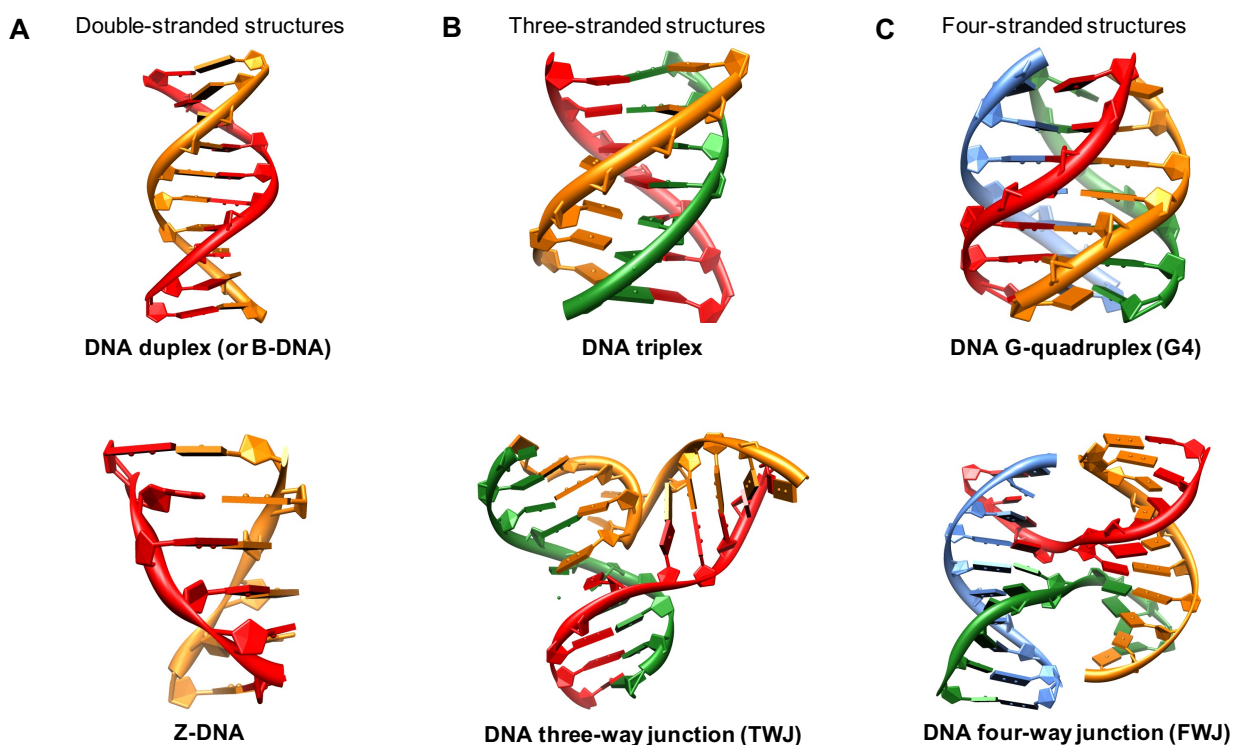 A
Double-stranded structures
B
Three-stranded structures
C
Four-stranded structures
DNA duplex (or B-DNA)
DNA triplex
DNA G-quadruplex (G4)
Z-DNA
DNA three-way junction (TWJ)
DNA four-way junction (FWJ)